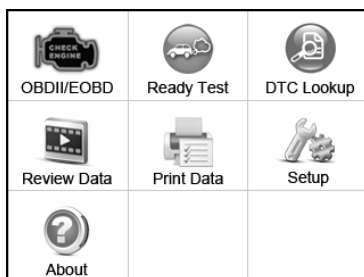 CHECK
ENGINE
OBDII/EOBD
Ready Test
DTC Lookup
Review Data
Print Data
Setup
About